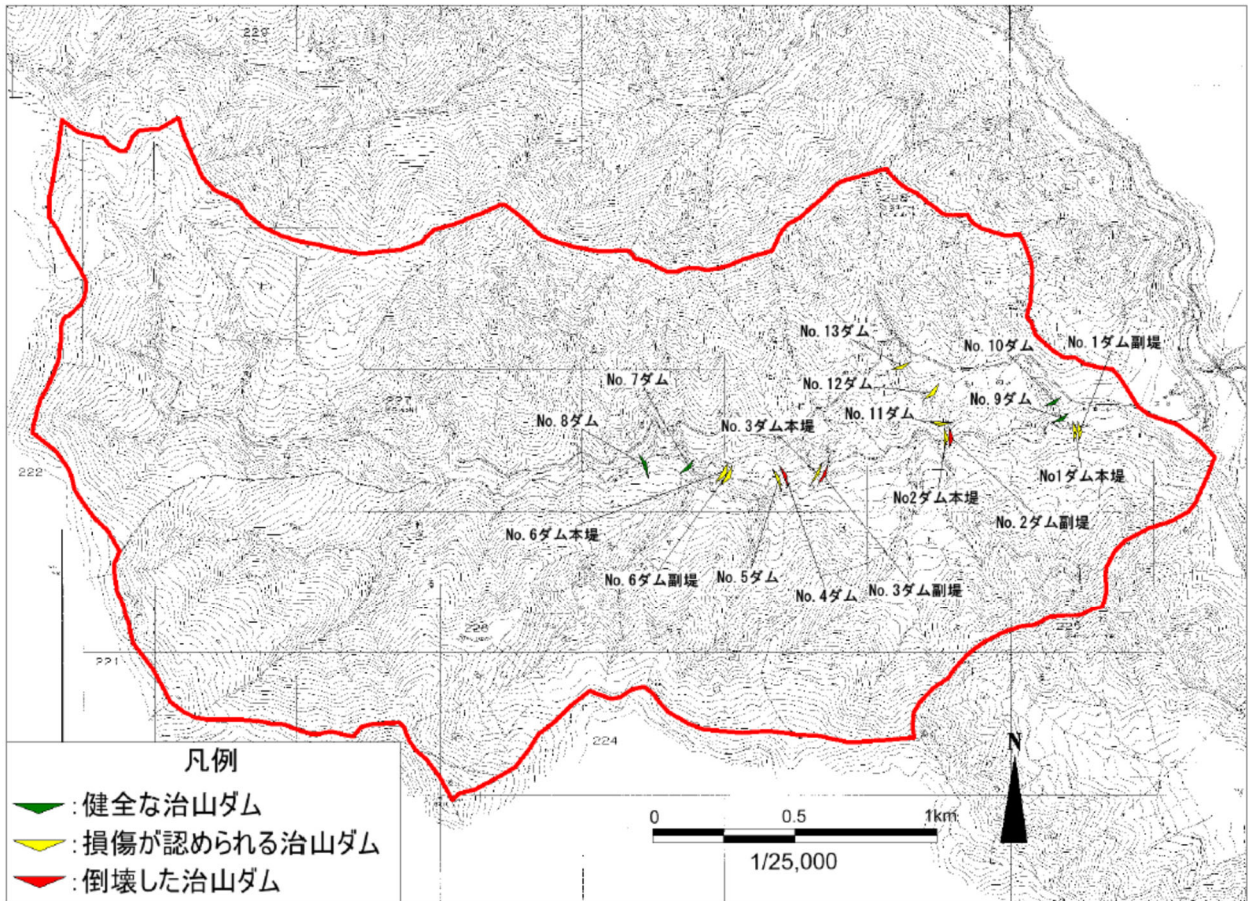 229
No.13ダム
No.10ダム
No.1ダム副堤
No.7ダム
No.12ダム
No.9ダム
227
No.8ダム
No.3ダム本堤
No.11ダム
222
No2ダム本堤
No1ダム本堤
No.6ダム本堤
No.2ダム副堤
No.6ダム副堤
No.5ダム
No.4ダム
No.3ダム副堤
221
224
N
凡例
:健全な治山ダム
:損傷が認められる治山ダム
:倒壊した治山ダム
0 0.5 1km
1/25,000